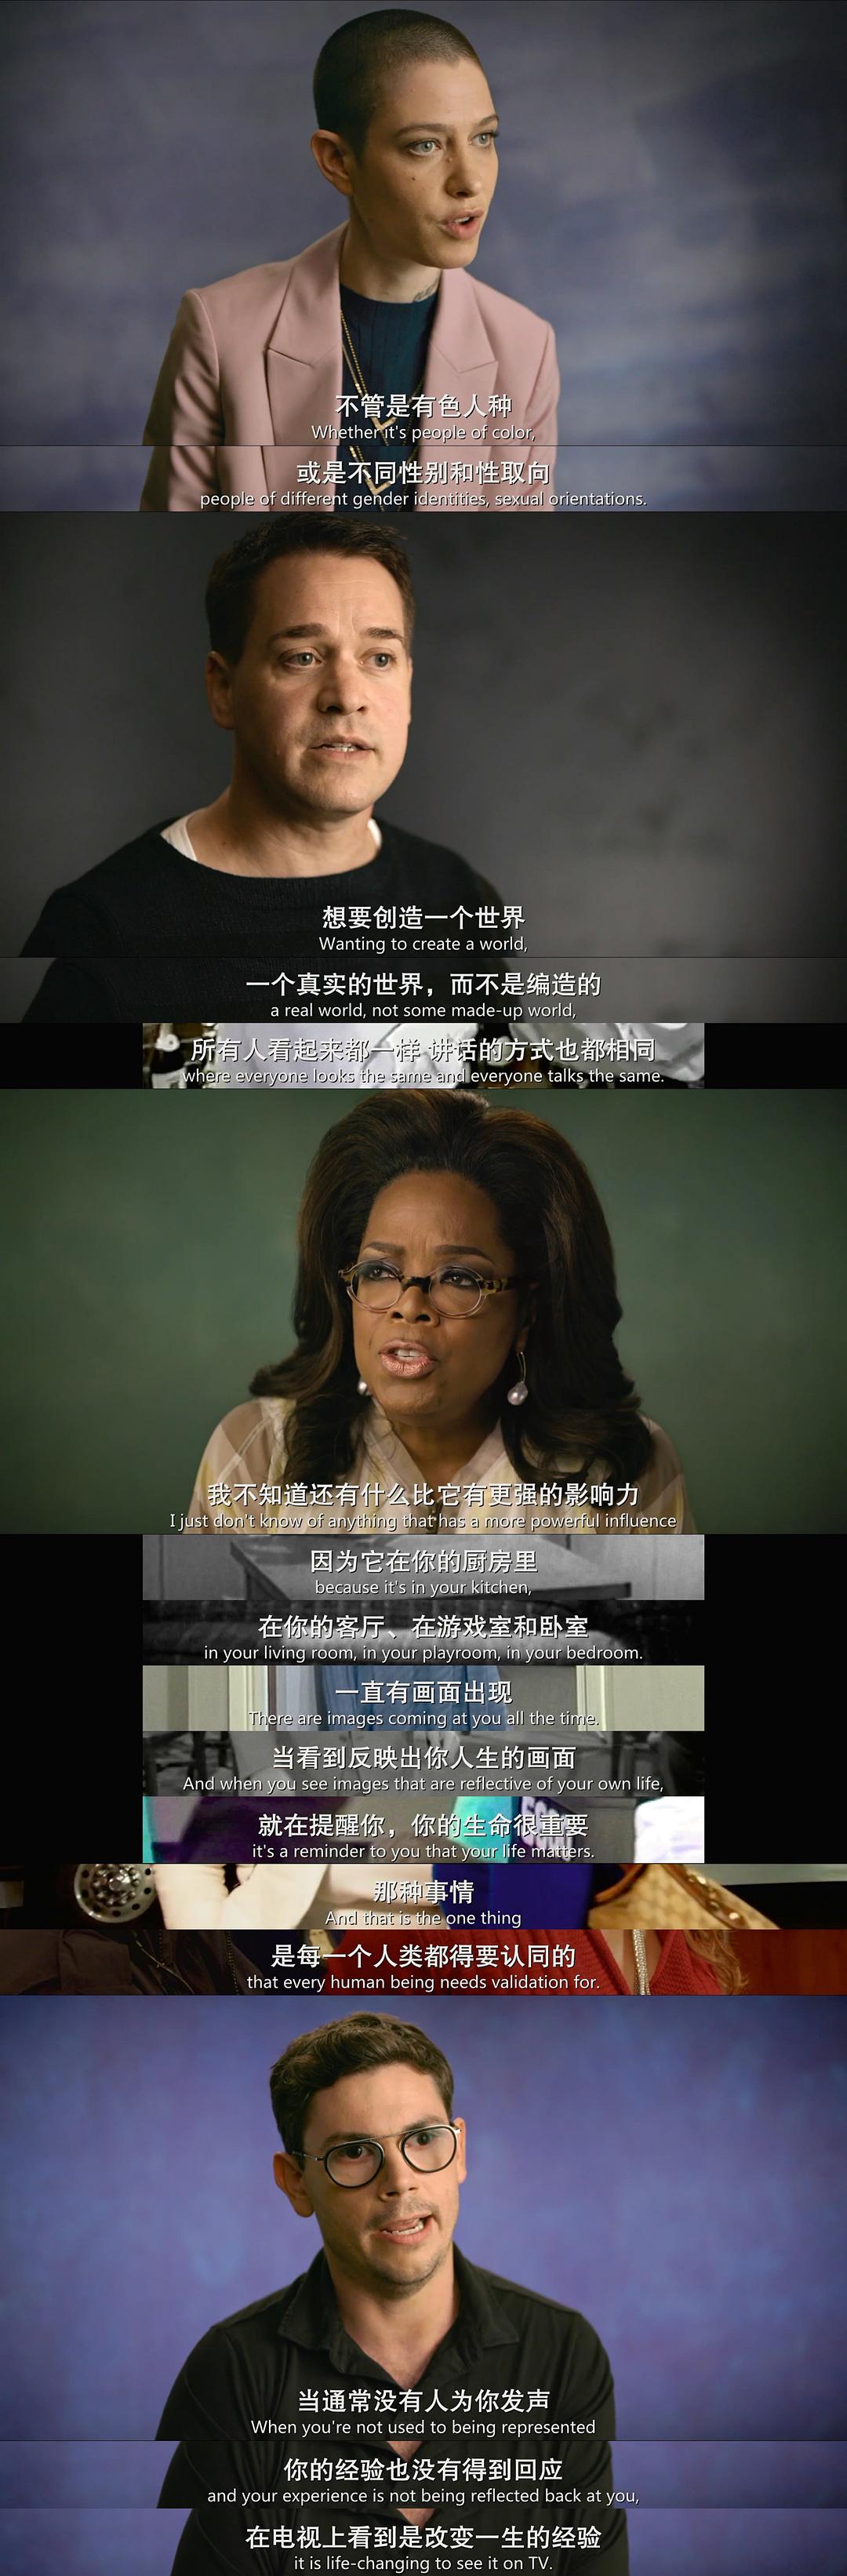 不管是有色人种
Whether it's people of color,
或是不同性别和性取向
people of different gender identities, sexual orientations.
想要创造一个世界
Wanting to create a world,
一个真实的世界，而不是编造的
a real world, not some made-up world,
所有人看起来都一样 讲话的方式也都相同
where everyone looks the same and everyone talks the same.
我不知道还有什么比它有更强的影响力
I just don't know of anything that has a more powerful influence
因为它在你的厨房里
because it's in your kitchen,
在你的客厅、在游戏室和卧室
in your living room, in your playroom, in your bedroom.
一直有画面出现
There are images coming at you all the time.
当看到反映出你人生的画面
And when you see images that are reflective of your own life,
就在提醒你，你的生命很重要
it's a reminder to you that your life matters.
那种事情
And that is the one thing
是每一个人类都得要认同的
that every human being needs validation for.
当通常没有人为你发声
When you're not used to being represented
你的经验也没有得到回应
and your experience is not being reflected back at you,
在电视上看到是改变一生的经验
it is life-changing to see it on TV.